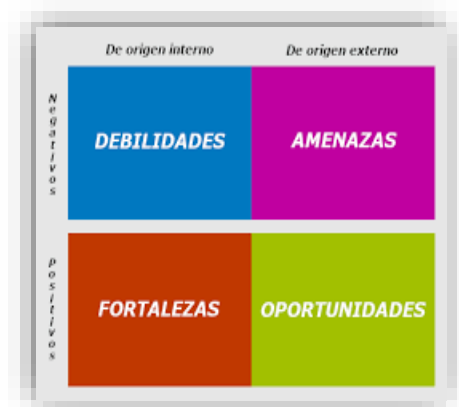 De origen interno
De origen externo
Negativos
DEBILIDADES
AMENAZAS
positivos
FORTALEZAS
OPORTUNIDADES